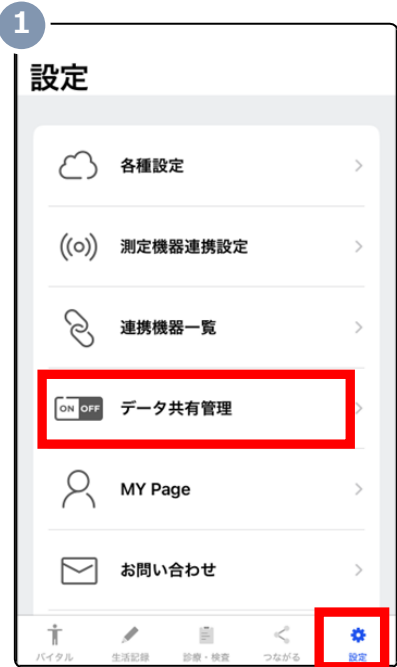 1
設定
各種設定
測定機器連携設定
連携機器一覧
ON OFF データ共有管理
MY Page
お問い合わせ
バイタル 生活記録 診療・検査 つながる 設定